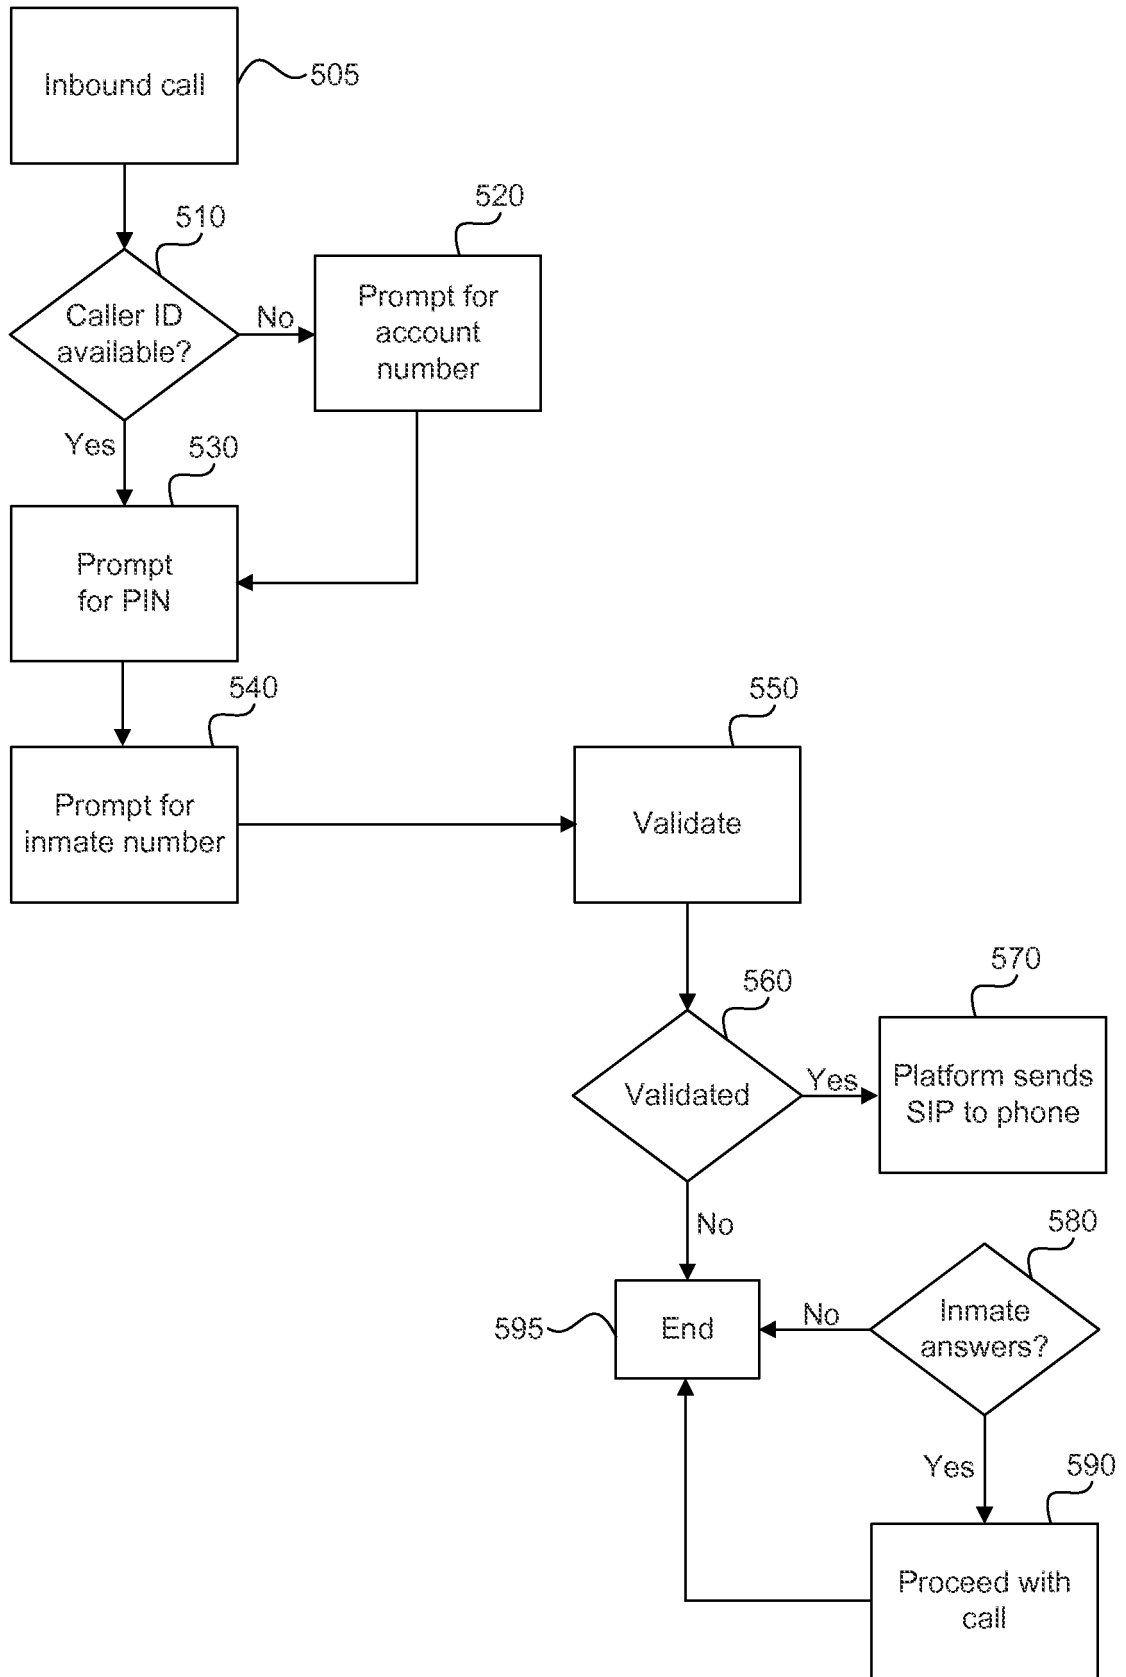 Inbound call
505
510
520
Caller ID
available?
No
Prompt for
account
number
Yes
530
Prompt
for PIN
540
550
Prompt for
inmate number
Validate
560
570
Validated
Yes
Platform sends
SIP to phone
No
580
595
End
No
Inmate
answers?
Yes
590
Proceed with
call